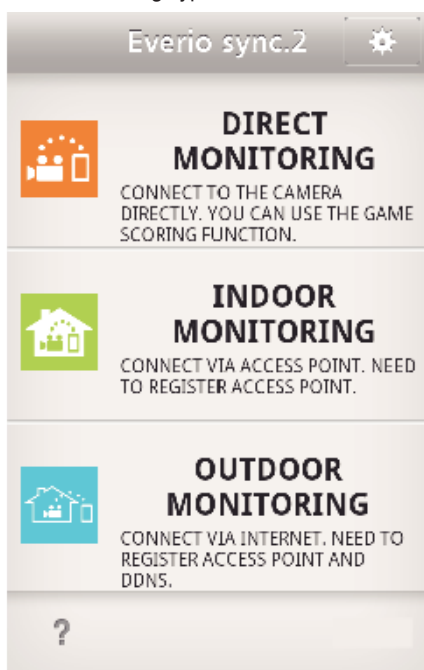 Everio sync.2
DIRECT
MONITORING
CONNECT TO THE CAMERA
DIRECTLY. YOU CAN USE THE GAME
SCORING FUNCTION.
INDOOR
MONITORING
CONNECT VIA ACCESS POINT. NEED
TO REGISTER ACCESS POINT.
OUTDOOR
MONITORING
CONNECT VIA INTERNET. NEED TO
REGISTER ACCESS POINT AND
DDNS.
?